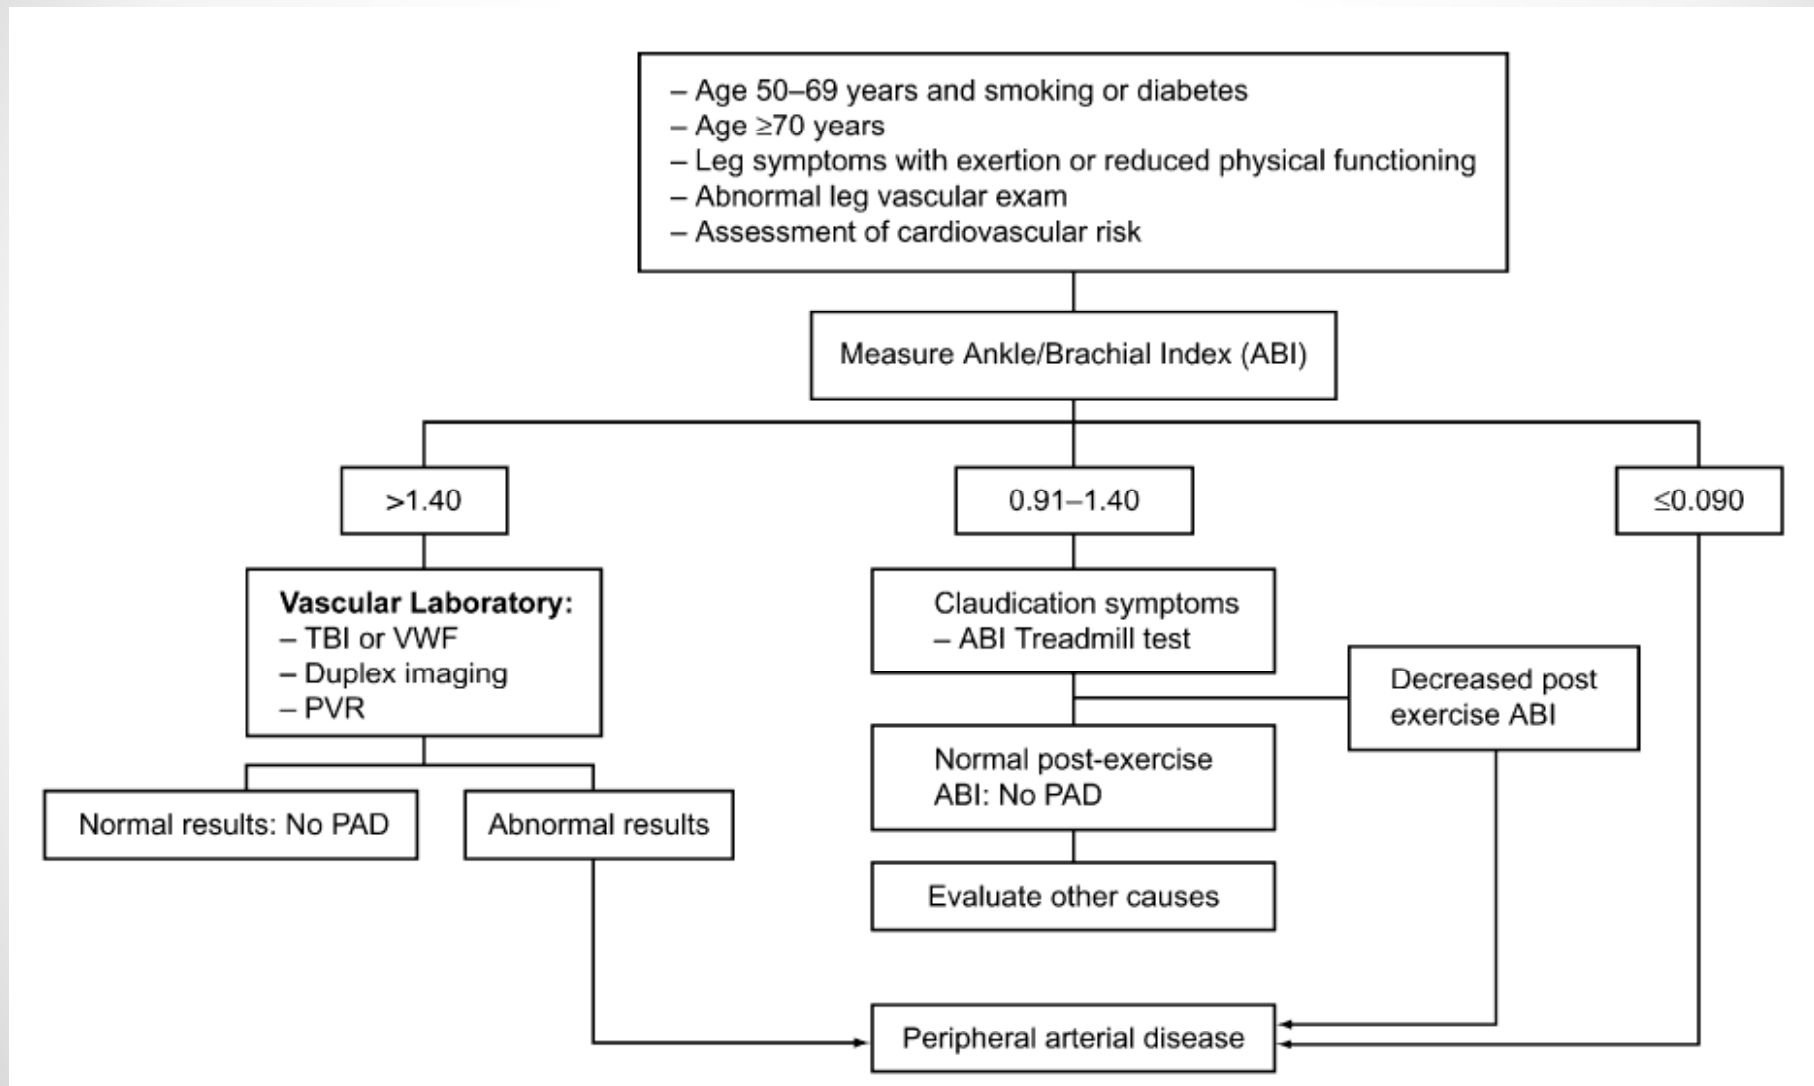 – Age 50–69 years and smoking or diabetes
– Age ≥70 years
– Leg symptoms with exertion or reduced physical functioning
– Abnormal leg vascular exam
– Assessment of cardiovascular risk
Measure Ankle/Brachial Index (ABI)
>1.40
0.91–1.40
≤0.090
Vascular Laboratory:
– TBI or VWF
– Duplex imaging
– PVR
Claudication symptoms
– ABI Treadmill test
Decreased post
exercise ABI
Normal post-exercise
ABI: No PAD
Normal results: No PAD
Abnormal results
Evaluate other causes
Peripheral arterial disease